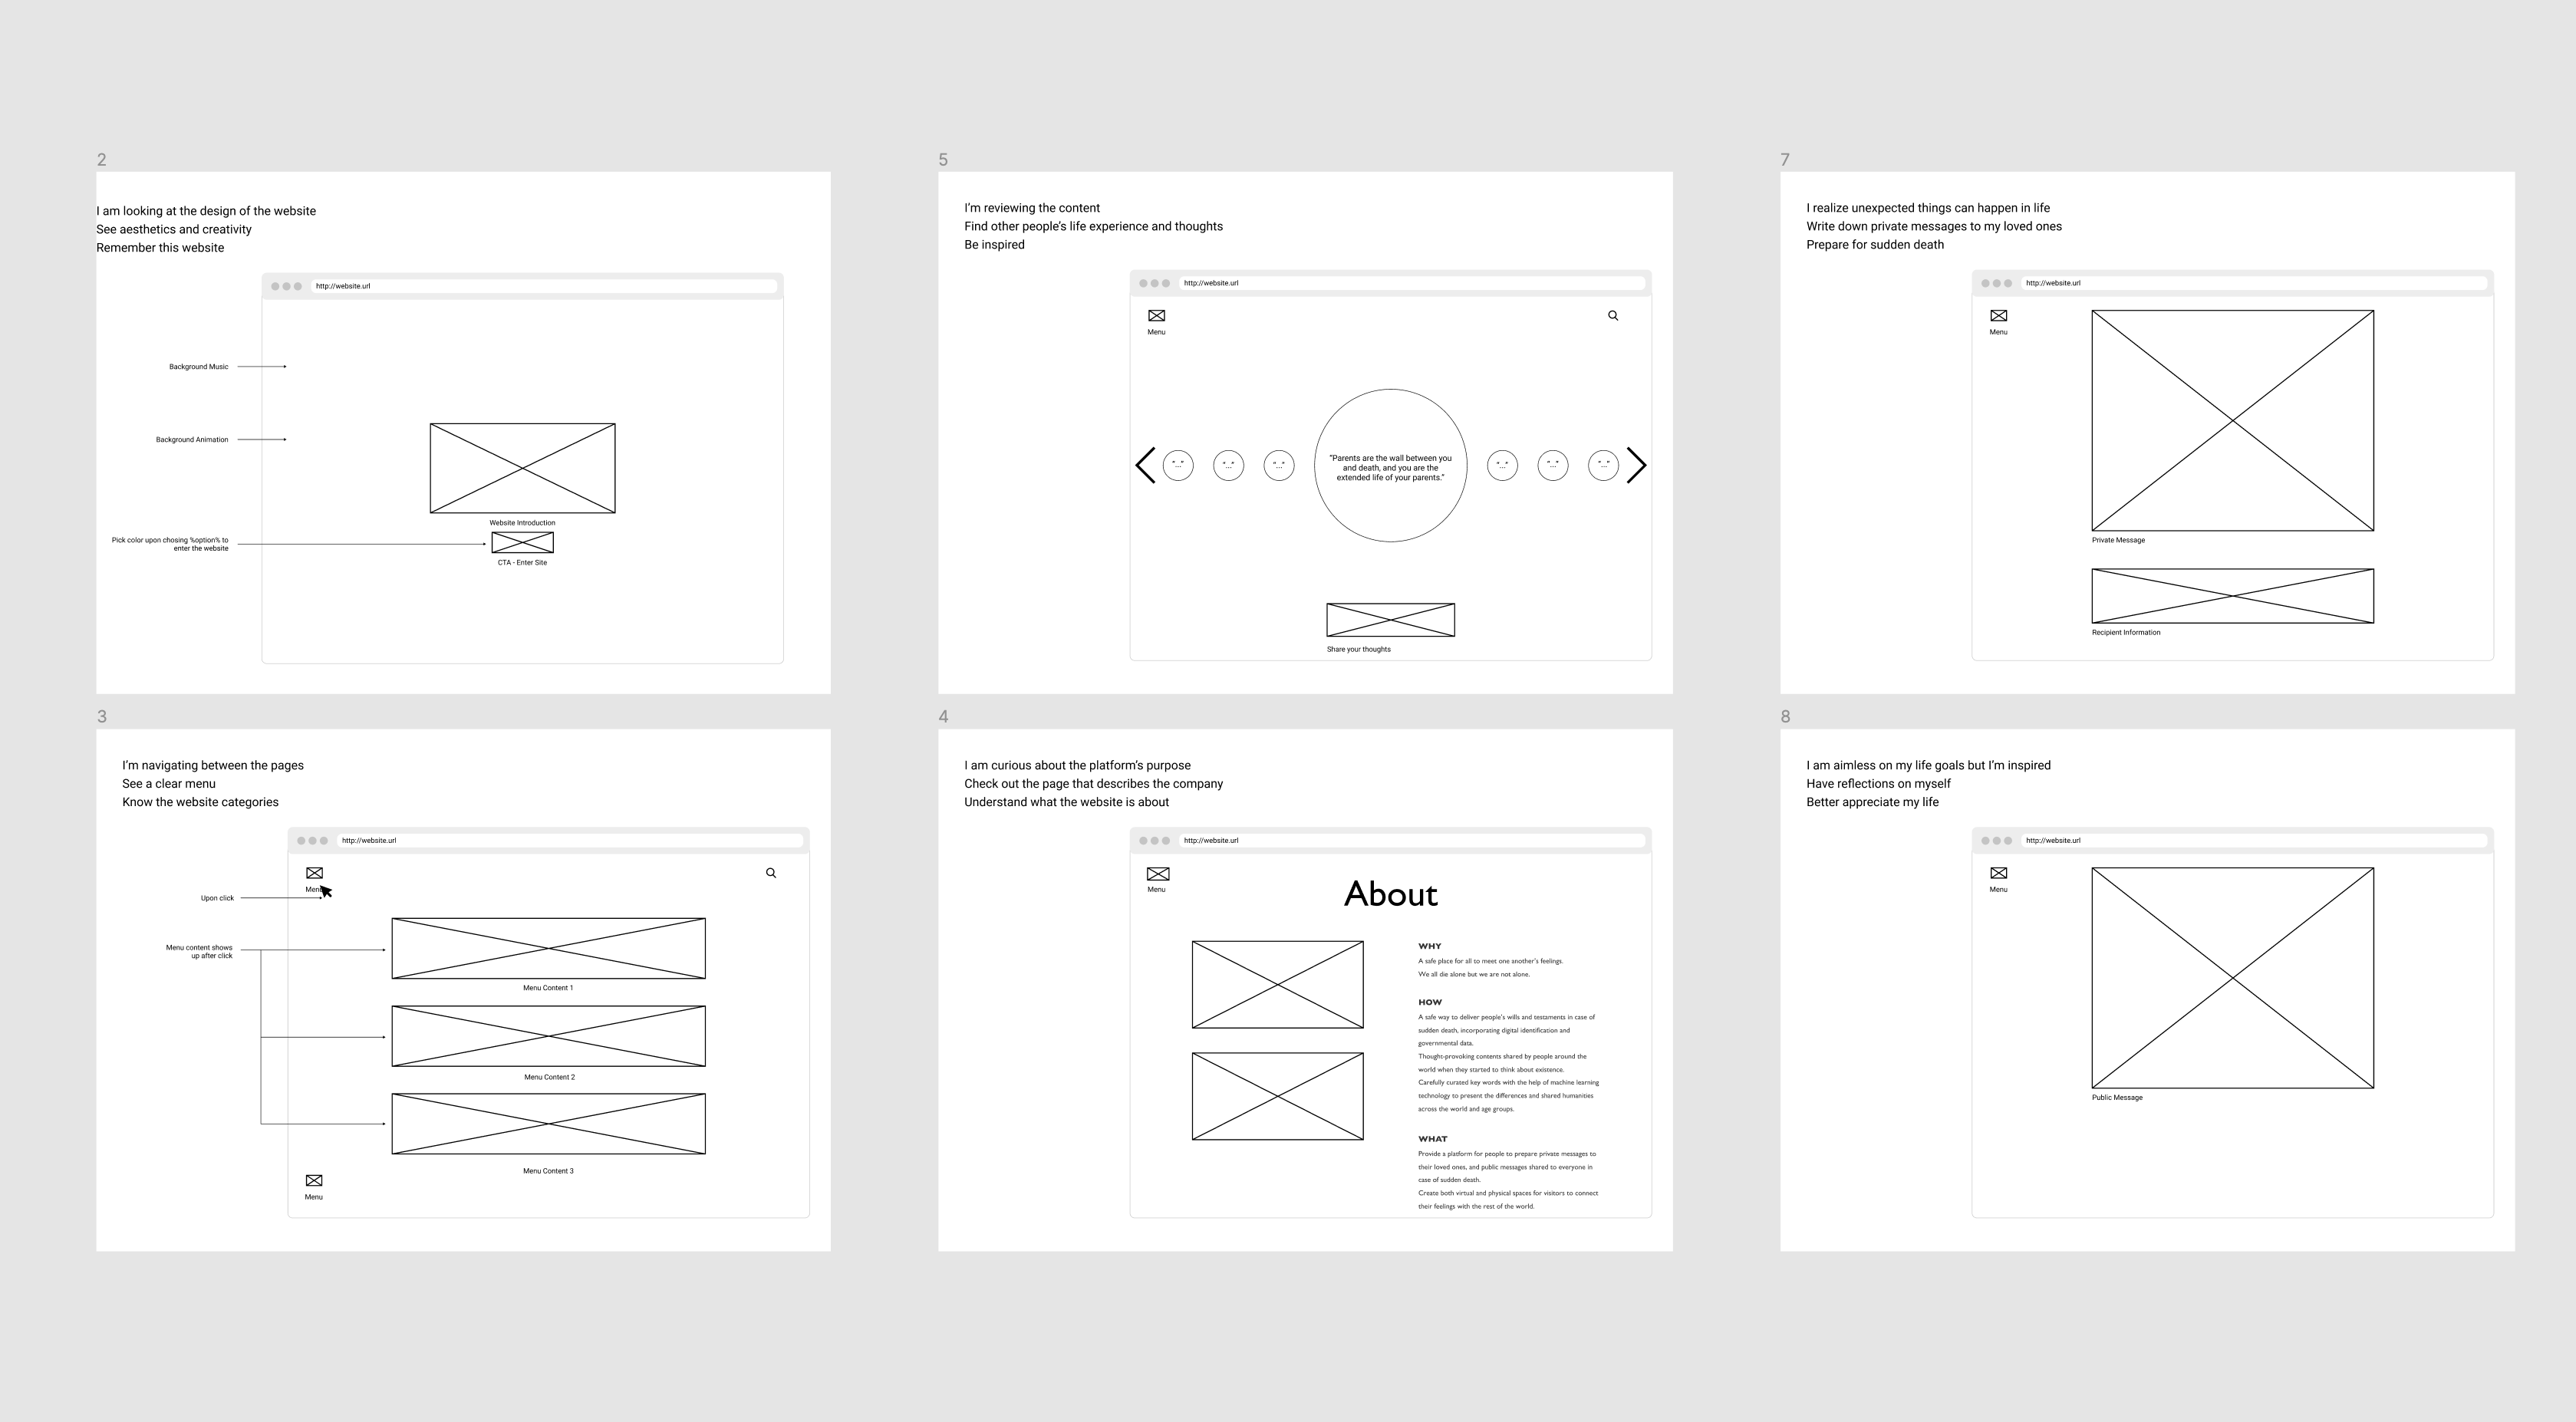 2
I am looking at the design of the website
See aesthetics and creativity
Remember this website
http://website.url
Background Music
Background Animation
Pick color upon chosing %option% to
enter the website
Website Introduction
CTA - Enter Site
5
I'm reviewing the content
Find other people's life experience and thoughts
Be inspired
http://website.url
Menu
"..."
"..."
"..."
"Parents are the wall between you
and death, and you are the
extended life of your parents."
"..."
"..."
"..."
Share your thoughts
7
I realize unexpected things can happen in life
Write down private messages to my loved ones
Prepare for sudden death
http://website.url
Menu
Private Message
Recipient Information
3
I'm navigating between the pages
See a clear menu
Know the website categories
http://website.url
Menu
Upon click
Menu content shows
up after click
Menu Content 1
Menu Content 2
Menu Content 3
Menu
4
I am curious about the platform's purpose
Check out the page that describes the company
Understand what the website is about
http://website.url
Menu
About
WHY
A safe place for all to meet one another's feelings.
We all die alone but we are not alone.
HOW
A safe way to deliver people's wills and testaments in case of
sudden death, incorporating digital identification and
governmental data.
Thought-provoking contents shared by people around the
world when they started to think about existence.
Carefully curated key words with the help of machine learning
technology to present the differences and shared humanities
across the world and age groups.
WHAT
Provide a platform for people to prepare private messages to
their loved ones, and public messages shared to everyone in
case of sudden death.
Create both virtual and physical spaces for visitors to connect
their feelings with the rest of the world.
8
I am aimless on my life goals but I'm inspired
Have reflections on myself
Better appreciate my life
http://website.url
Menu
Public Message